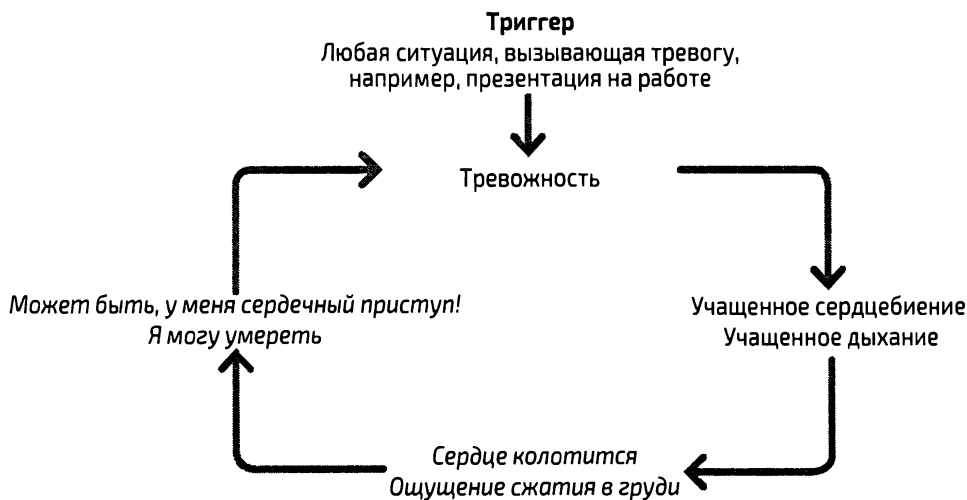 Триггер
Любая ситуация, вызывающая тревогу,
например, презентация на работе
Тревожность
Учащенное сердцебиение
Учащенное дыхание
Сердце колотится
Ощущение сжатия в груди
Может быть, у меня сердечный приступ!
Я могу умереть